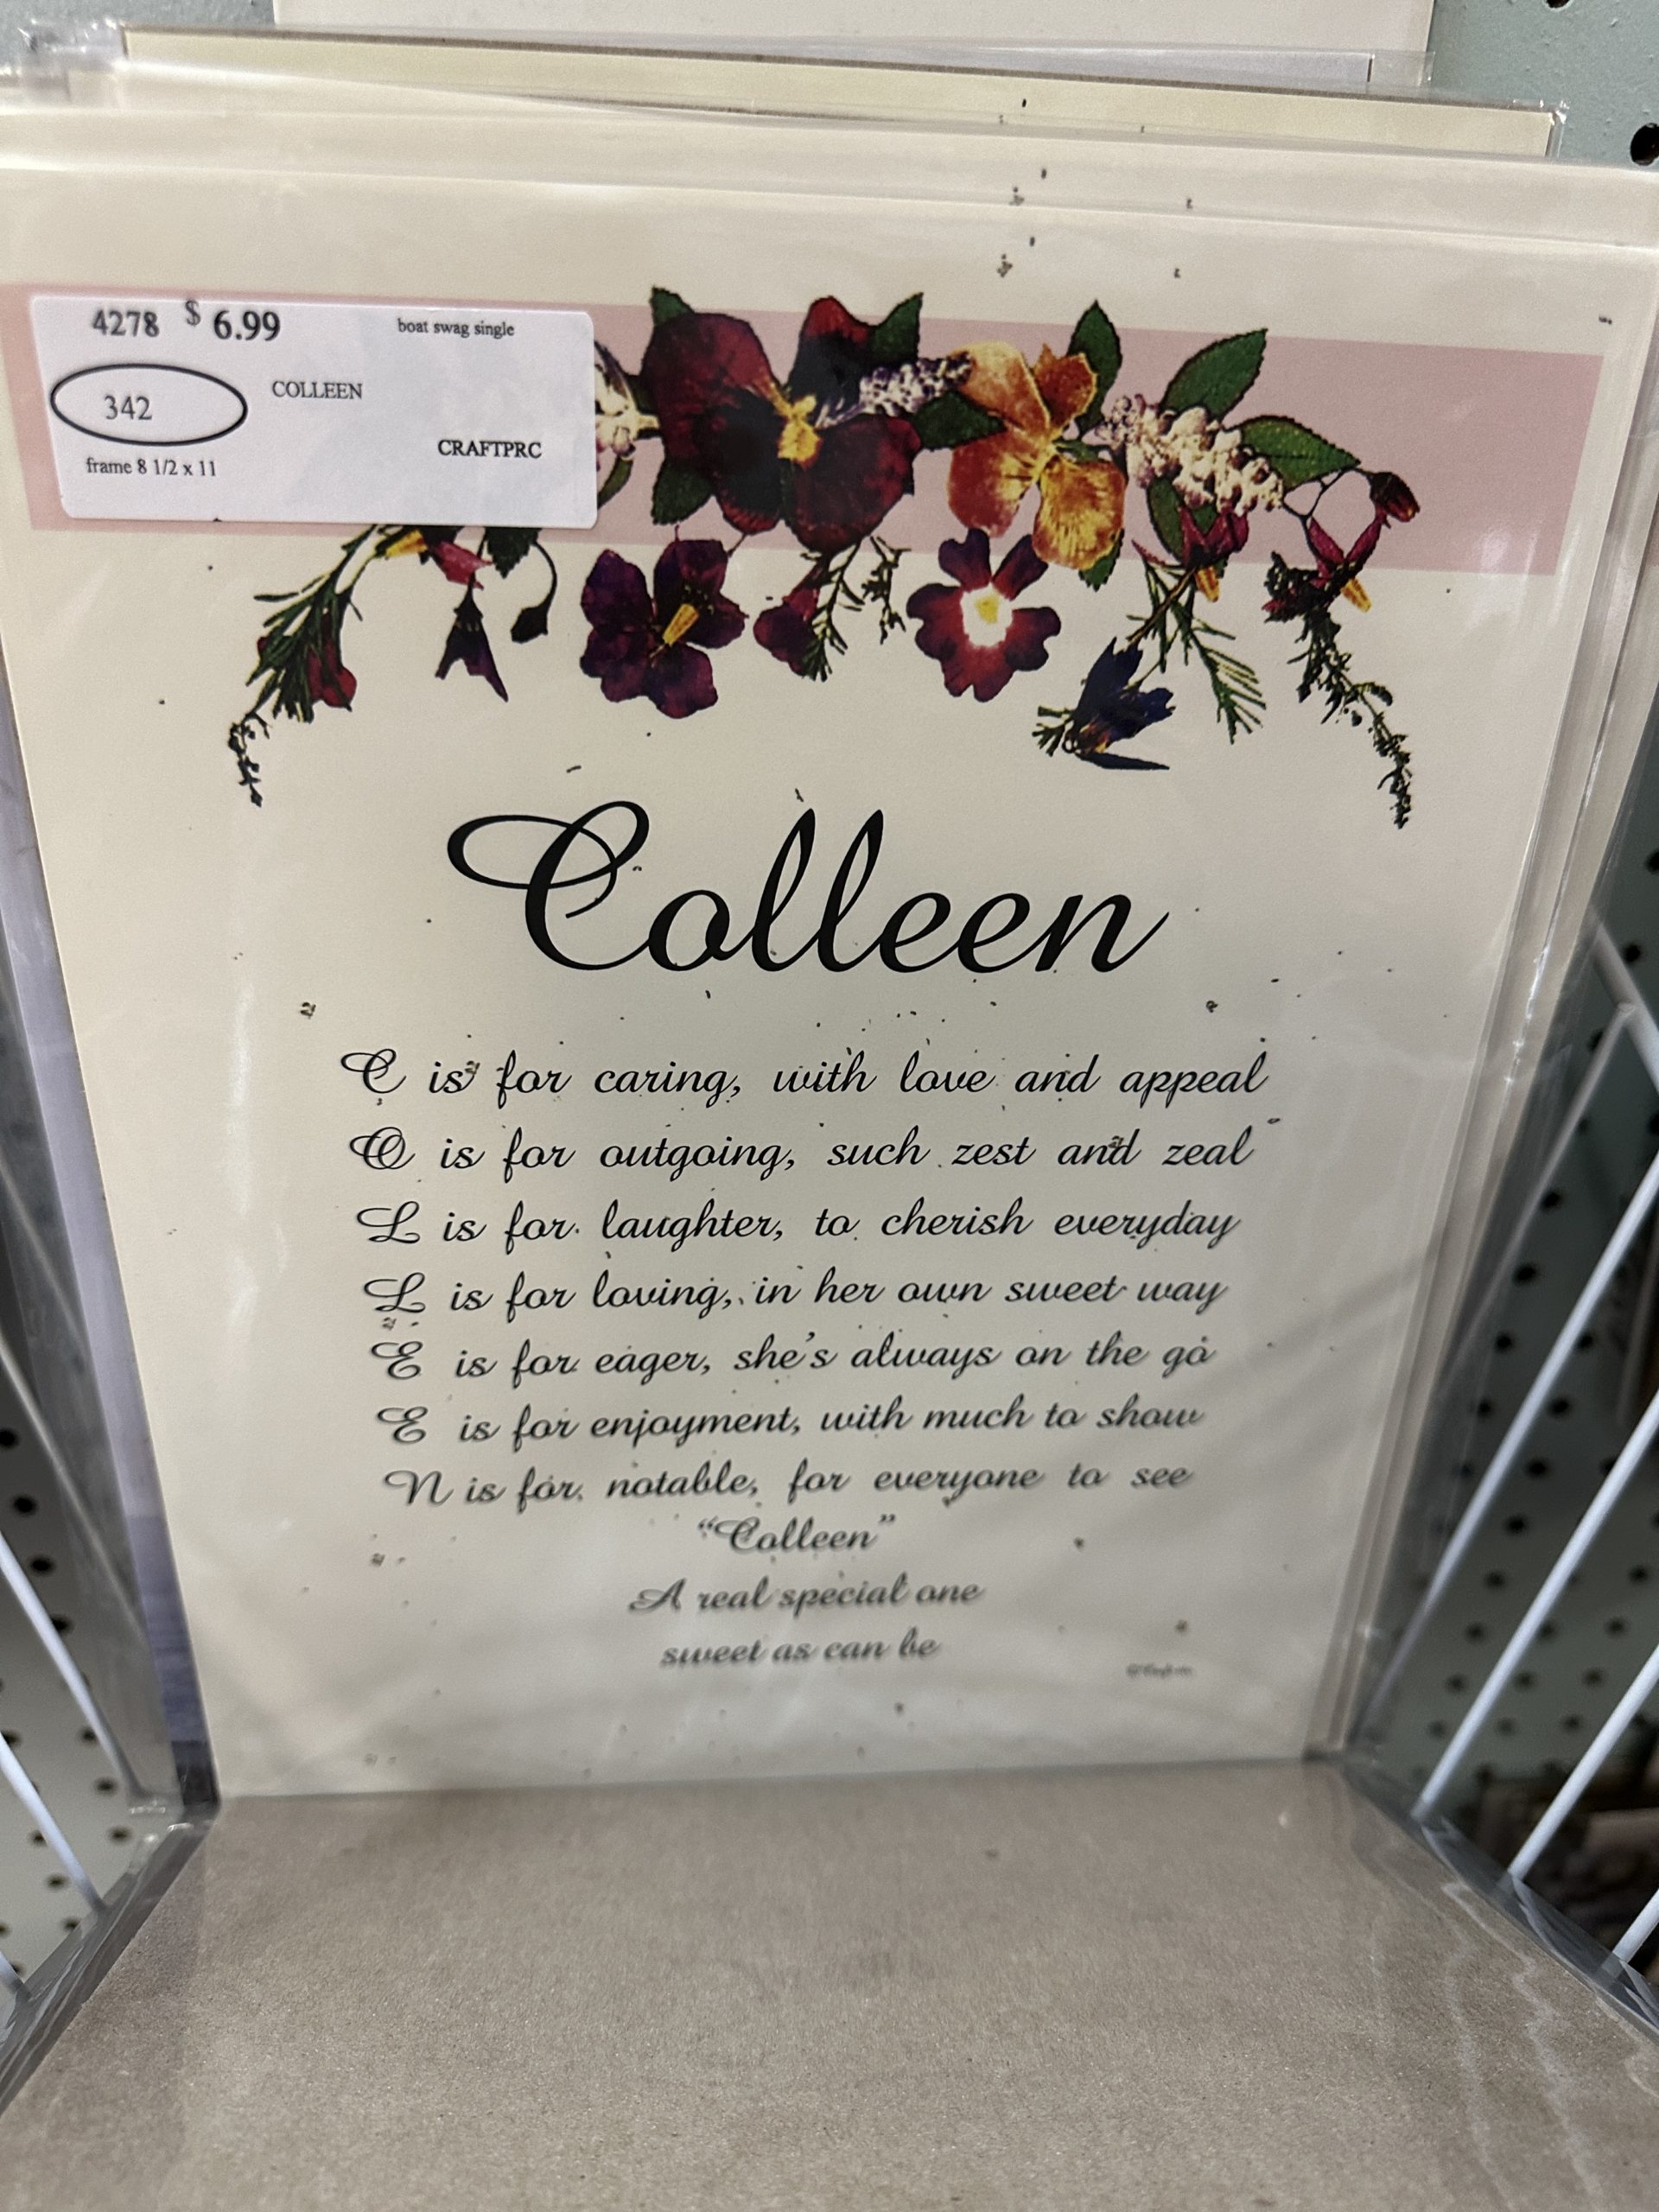 4278 $ 6.99 boat swag single
342 COLLEEN
CRAFTPRC
frame 8 1/2 x 11
Colleen
C is for caring, with love and appeal
O is for outgoing, such zest and zeal
L is for laughter, to cherish everyday
L is for loving, in her own sweet way
E is for eager, she's always on the go
E is for enjoyment, with much to show
N is for notable, for everyone to see
“Colleen”
A real special one
sweet as can be